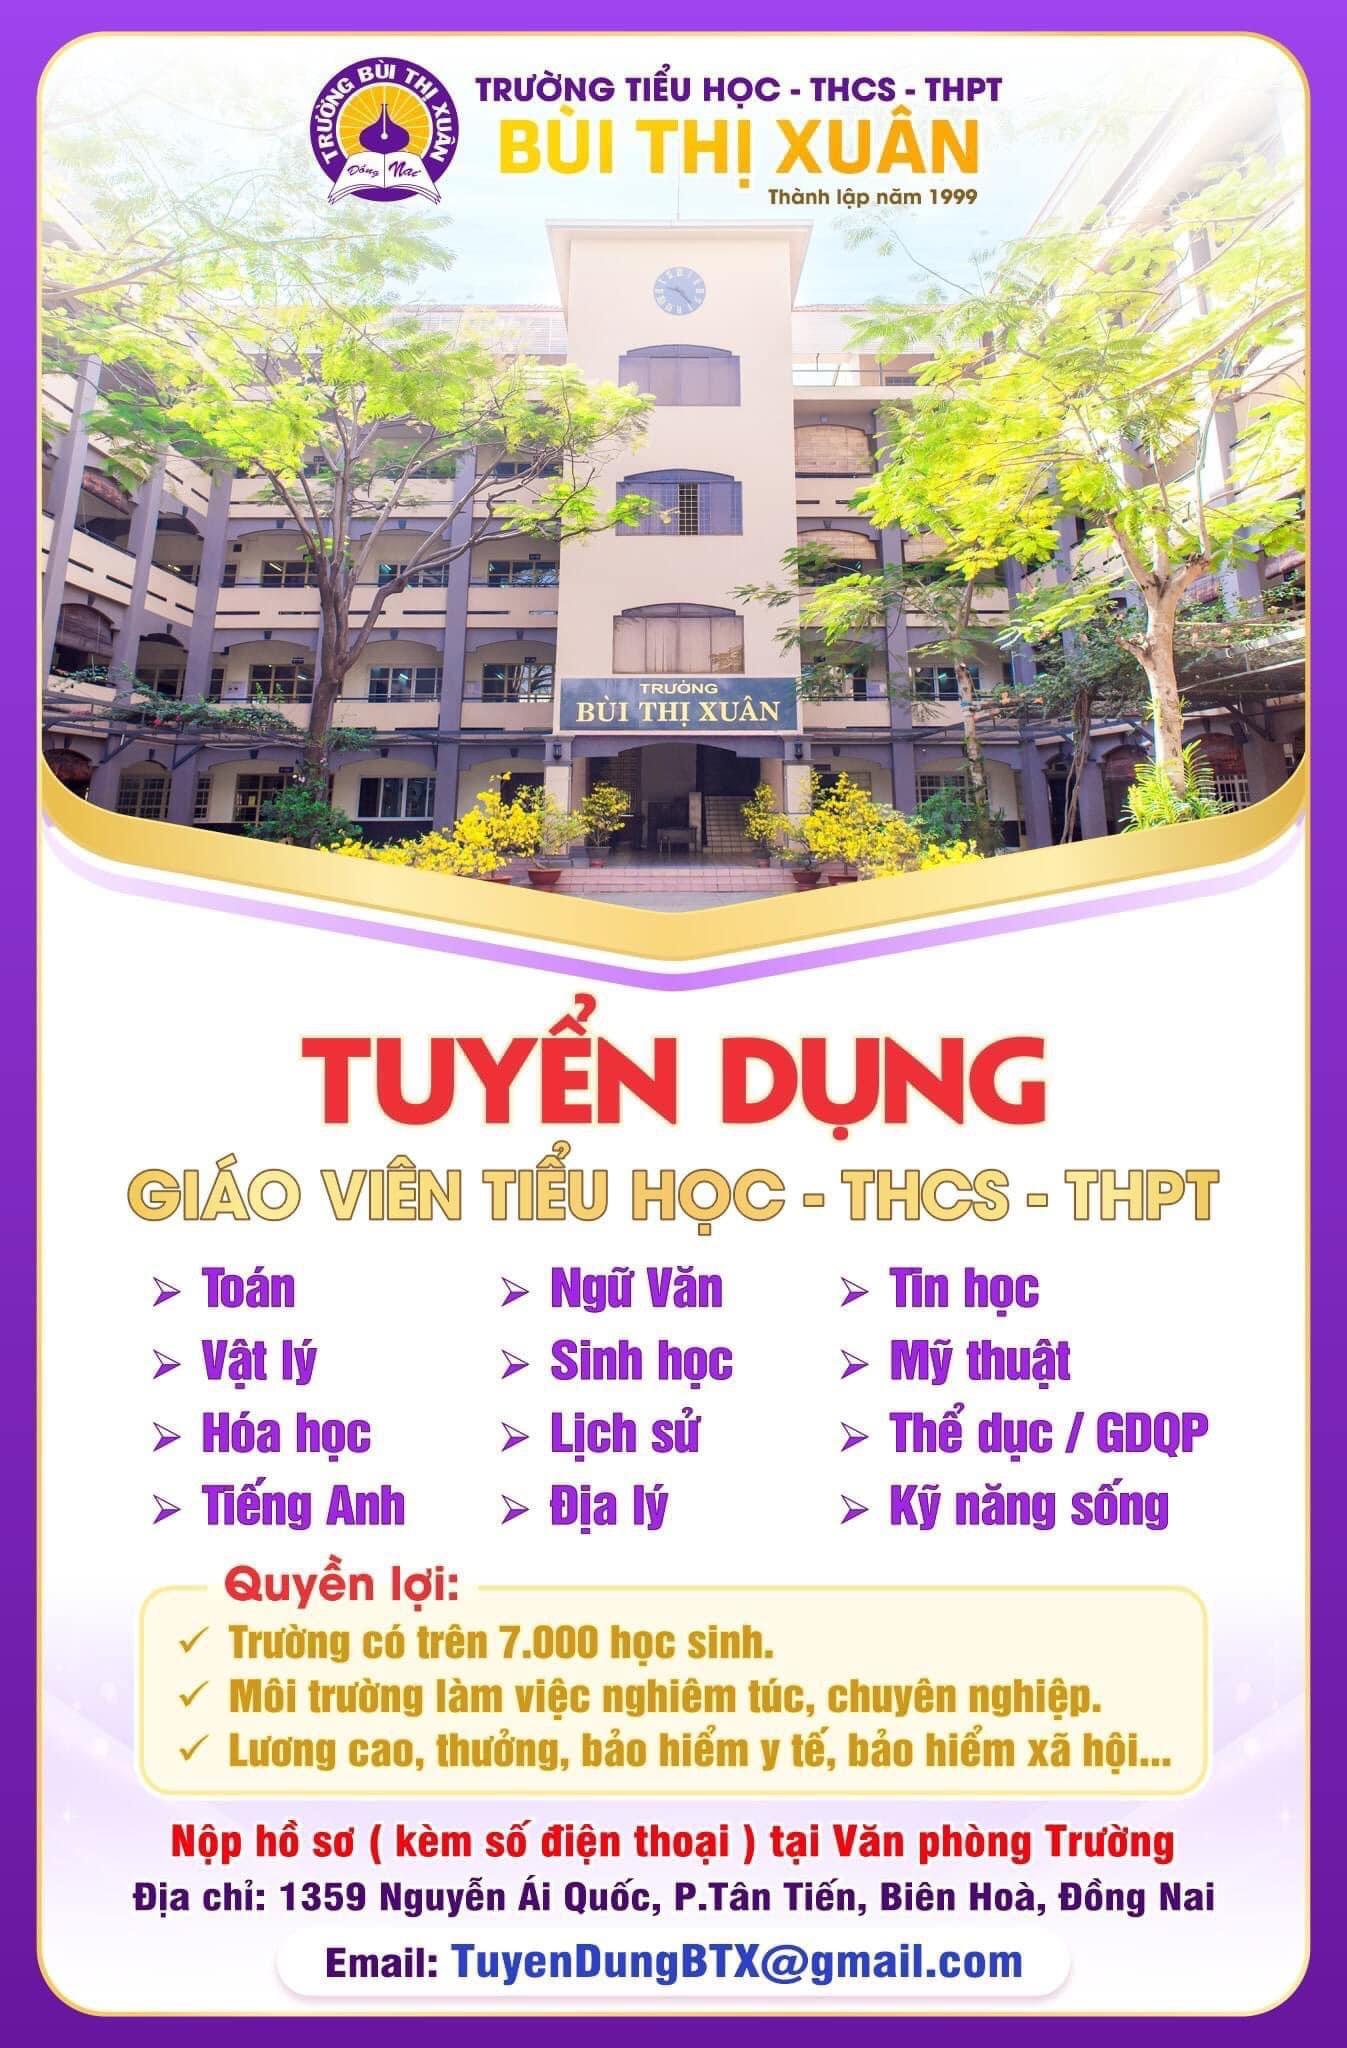 TRƯỜNG BÙI THỊ XUÂN
Đồng Nai
TRƯỜNG TIỂU HỌC - THCS - THPT
BÙI THỊ XUÂN
Thành lập năm 1999
TRƯỜNG
BÙI THỊ XUÂN
TUYỂN DỤNG
GIÁO VIÊN TIỂU HỌC - THCS - THPT
➢ Toán
➢ Ngữ Văn
➢ Tin học
➢ Vật lý
➢ Sinh học
➢ Mỹ thuật
➢ Hóa học
➢ Lịch sử
➢ Thể dục / GDQP
➢ Tiếng Anh
➢ Địa lý
➢ Kỹ năng sống
Quyền lợi:
✓ Trường có trên 7.000 học sinh.
✓ Môi trường làm việc nghiêm túc, chuyên nghiệp.
✓ Lương cao, thưởng, bảo hiểm y tế, bảo hiểm xã hội...
Nộp hồ sơ ( kèm số điện thoại ) tại Văn phòng Trường
Địa chỉ: 1359 Nguyễn Ái Quốc, P.Tân Tiến, Biên Hoà, Đồng Nai
Email: TuyenDungBTX@gmail.com